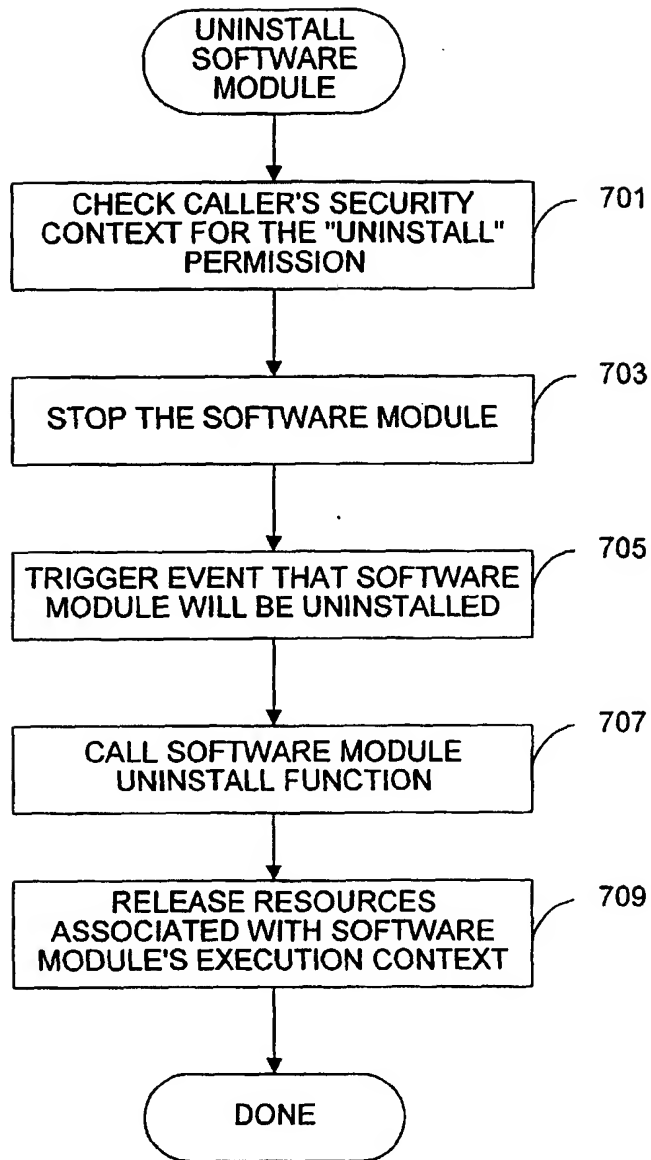 UNINSTALL
SOFTWARE
MODULE
CHECK CALLER'S SECURITY
CONTEXT FOR THE "UNINSTALL"
PERMISSION
701
STOP THE SOFTWARE MODULE
703
TRIGGER EVENT THAT SOFTWARE
MODULE WILL BE UNINSTALLED
705
CALL SOFTWARE MODULE
UNINSTALL FUNCTION
707
RELEASE RESOURCES
ASSOCIATED WITH SOFTWARE
MODULE'S EXECUTION CONTEXT
709
DONE